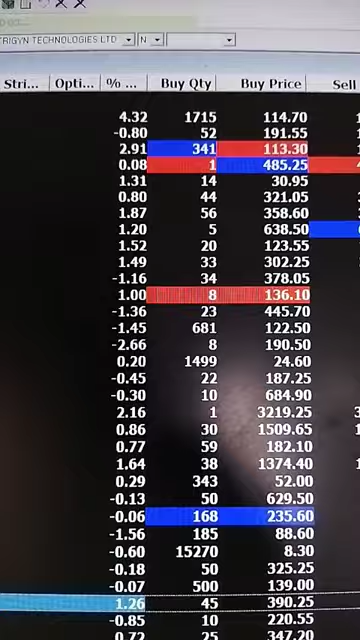 TRIGYN TECHNOLOGIES LTD N
Stri... Opti... % ... Buy Qty Buy Price Sell
4.32 1715 114.70
-0.80 52 191.55
2.91 341 113.30
0.08 1 485.25
1.31 14 30.95
0.80 44 321.05
1.87 56 358.60
1.20 5 638.50
1.52 20 123.55
1.49 33 302.25
-1.16 34 378.05
1.00 8 136.10
-1.36 23 445.70
-1.45 681 122.50
-2.66 8 190.50
0.20 1499 24.60
-0.45 22 187.25
-0.30 10 684.90
2.16 1 3219.25
0.86 30 1509.65
0.77 59 182.10
1.64 38 1374.40
0.29 343 52.00
-0.13 50 629.50
-0.06 168 235.60
-1.56 185 88.60
-0.60 15270 8.30
-0.18 50 325.25
-0.07 500 139.00
1.26 45 390.25
-0.85 10 220.55
0.72 25 347.20